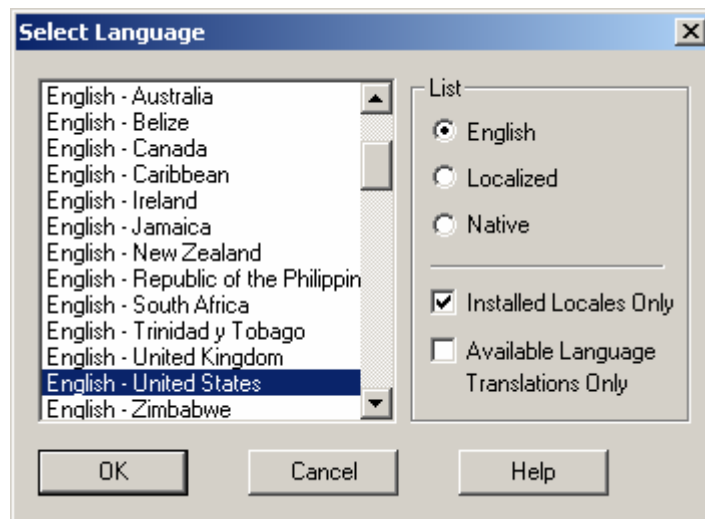 Select Language
English - Australia
English - Belize
English - Canada
English - Caribbean
English - Ireland
English - Jamaica
English - New Zealand
English - Republic of the Philippin
English - South Africa
English - Trinidad y Tobago
English - United Kingdom
English - United States
English - Zimbabwe
List
English
Localized
Native
Installed Locales Only
Available Language
Translations Only
OK
Cancel
Help